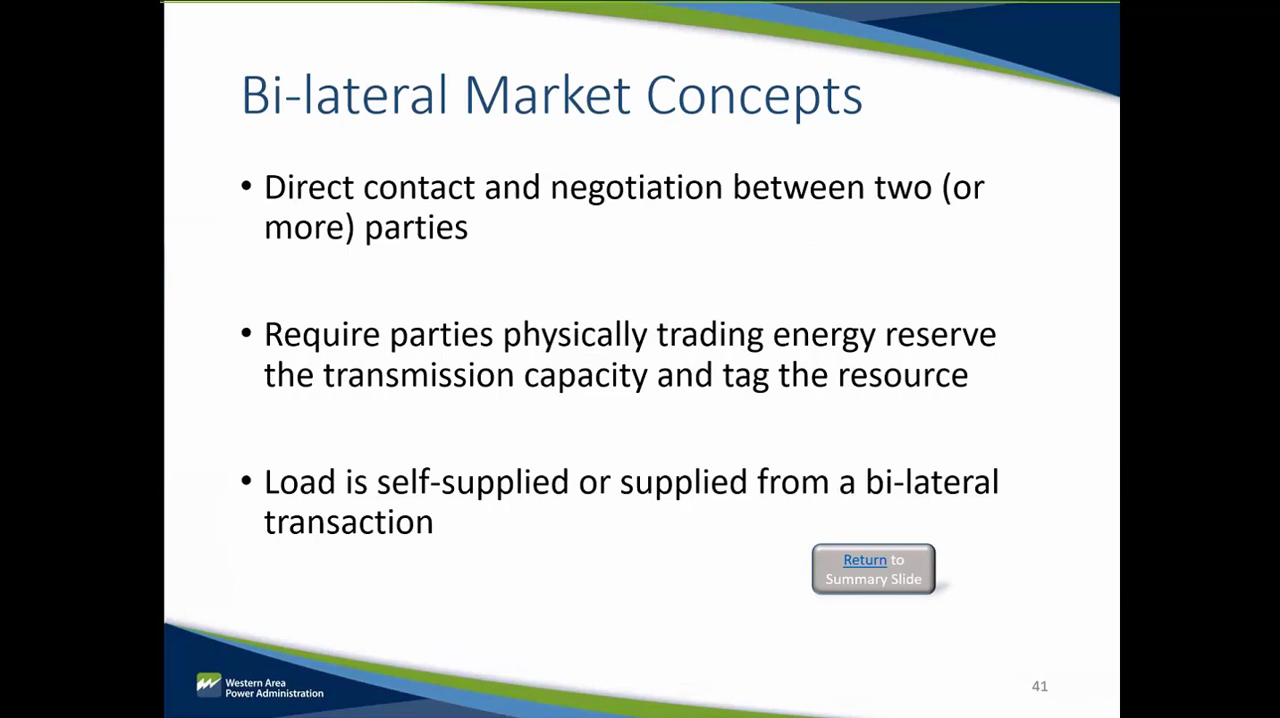 Bi-lateral Market Concepts
• Direct contact and negotiation between two (or
more) parties
• Require parties physically trading energy reserve
the transmission capacity and tag the resource
• Load is self-supplied or supplied from a bi-lateral
transaction
Return to
Summary Slide
Western Area
Power Administration
41